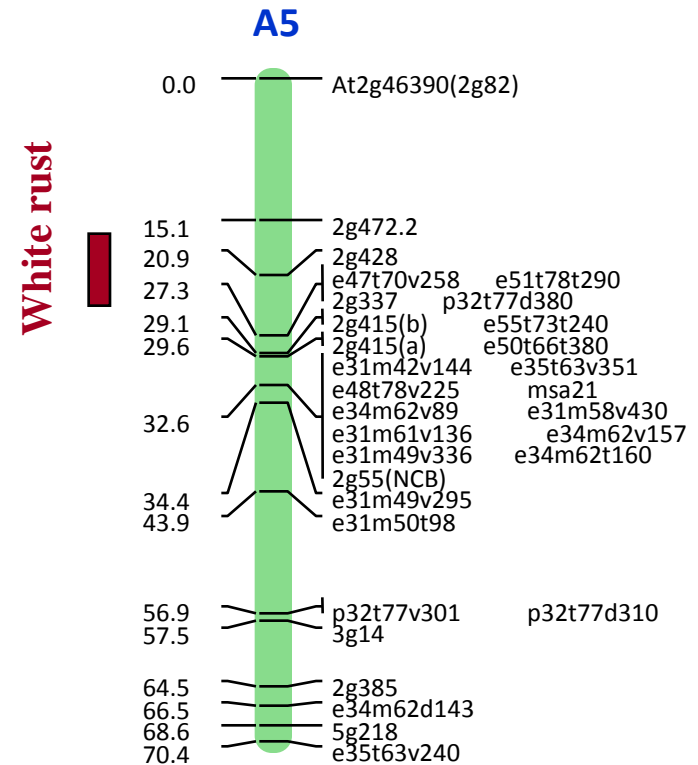 A5
0.0 At2g46390(2g82)
White rust
15.1 2g472.2
20.9 2g428
27.3 e47t70v258 e51t78t290
2g337 p32t77d380
29.1 2g415(b) e55t73t240
29.6 2g415(a) e50t66t380
e31m42v144 e35t63v351
e48t78v225 msa21
32.6 e34m62v89 e31m58v430
e31m61v136 e34m62v157
e31m49v336 e34m62t160
2g55(NCB)
34.4 e31m49v295
43.9 e31m50t98
56.9 p32t77v301 p32t77d310
57.5 3g14
64.5 2g385
66.5 e34m62d143
68.6 5g218
70.4 e35t63v240